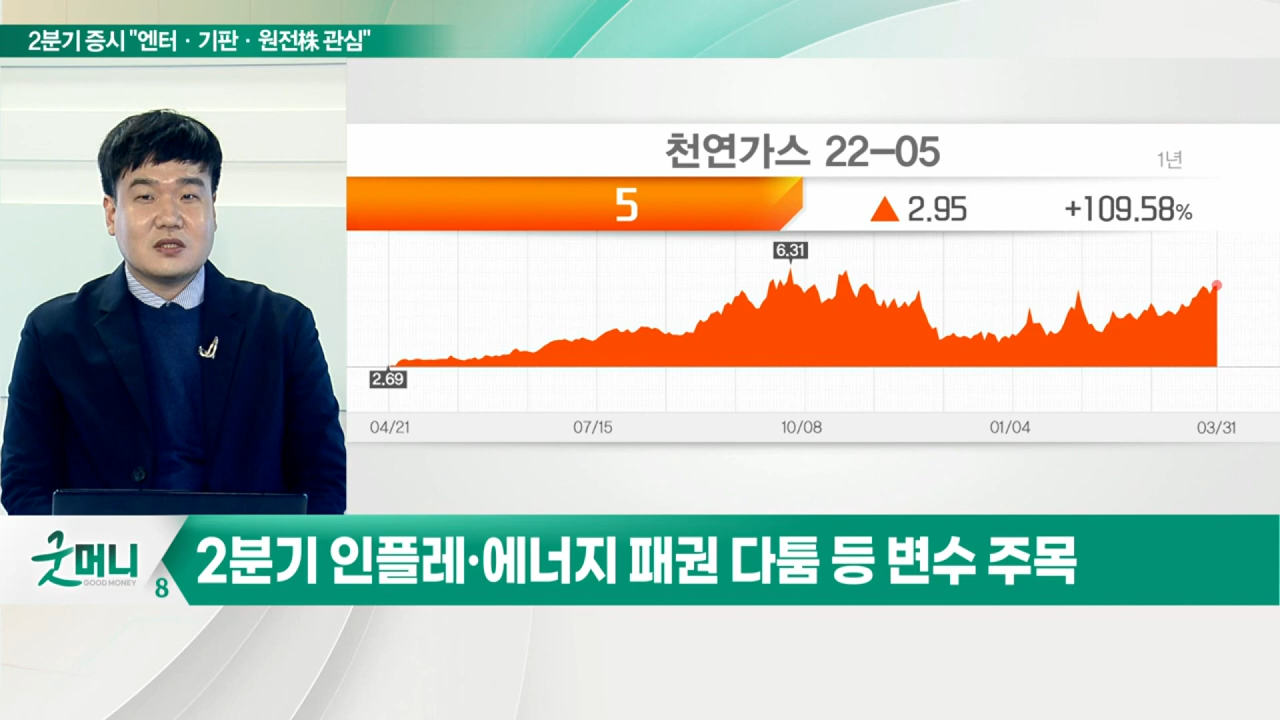 2분기 증시 "엔터 · 기판 · 원전株 관심"
천연가스 22-05
1년
5 ▲ 2.95 +109.58%
6.31
2.69
04/21 07/15 10/08 01/04 03/31
굿머니
GOOD MONEY
8
2분기 인플레·에너지 패권 다툼 등 변수 주목